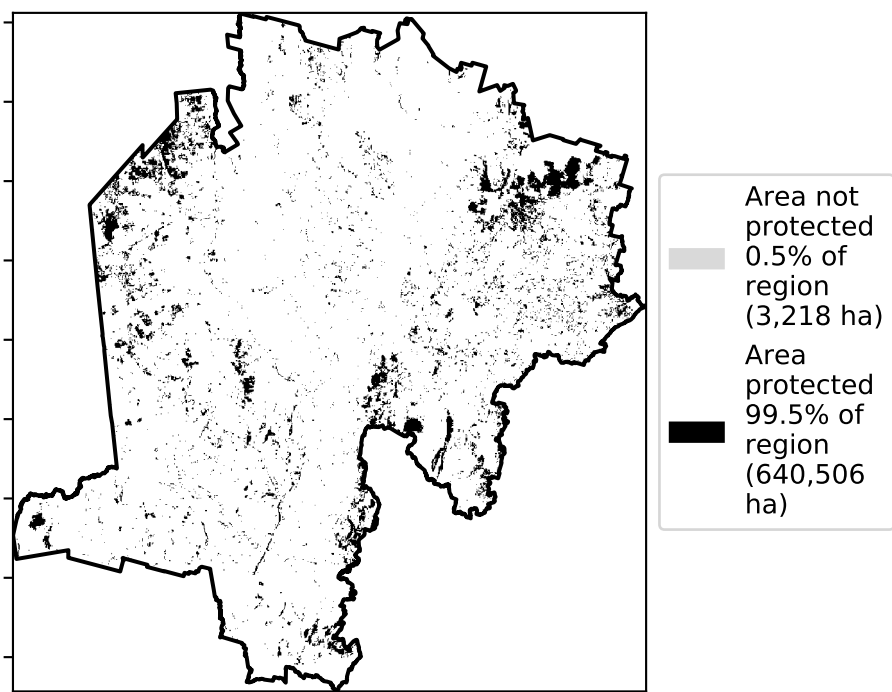 Area not
protected
0.5% of
region
(3,218 ha)
Area
protected
99.5% of
region
(640,506
ha)